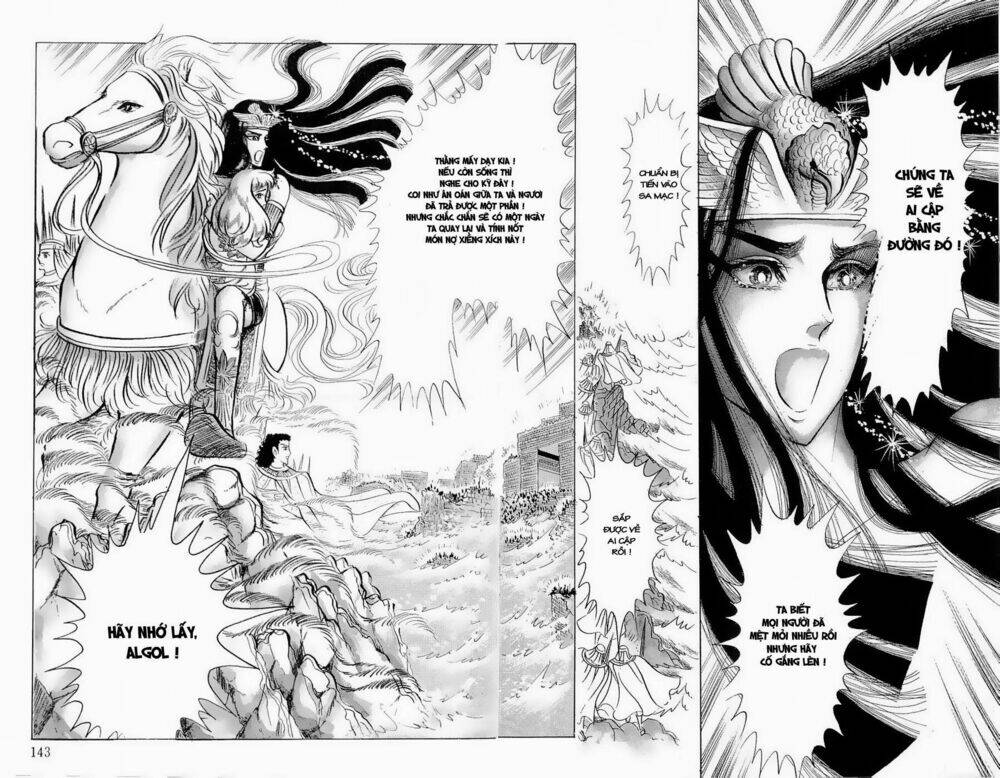 CHÚNG TA
SẼ VỀ
AI CẬP
BẰNG
ĐƯỜNG ĐÓ !
TA BIẾT
MỌI NGƯỜI ĐÃ
MỆT MỎI NHIỀU RỒI
NHƯNG HÃY
CỐ GẮNG LÊN !
CHUẨN BỊ
TIẾN VÀO
SA MẠC !
SẮP
ĐƯỢC VỀ
AI CẬP
RỒI !
THẰNG MẤY DẠY KIA !
NẾU CÒN SỐNG THÌ
NGHE CHO KỸ ĐÂY !
COI NHƯ ÂN OÁN GIỮA TA VÀ NGƯƠI
ĐÃ TRẢ ĐƯỢC MỘT PHẦN !
NHƯNG CHẮC CHẮN SẼ CÓ MỘT NGÀY
TA QUAY LẠI VÀ TÍNH NỐT
MÓN NỢ XIỀNG XÍCH NÀY !
HÃY NHỚ LẤY,
ALGOL !
143